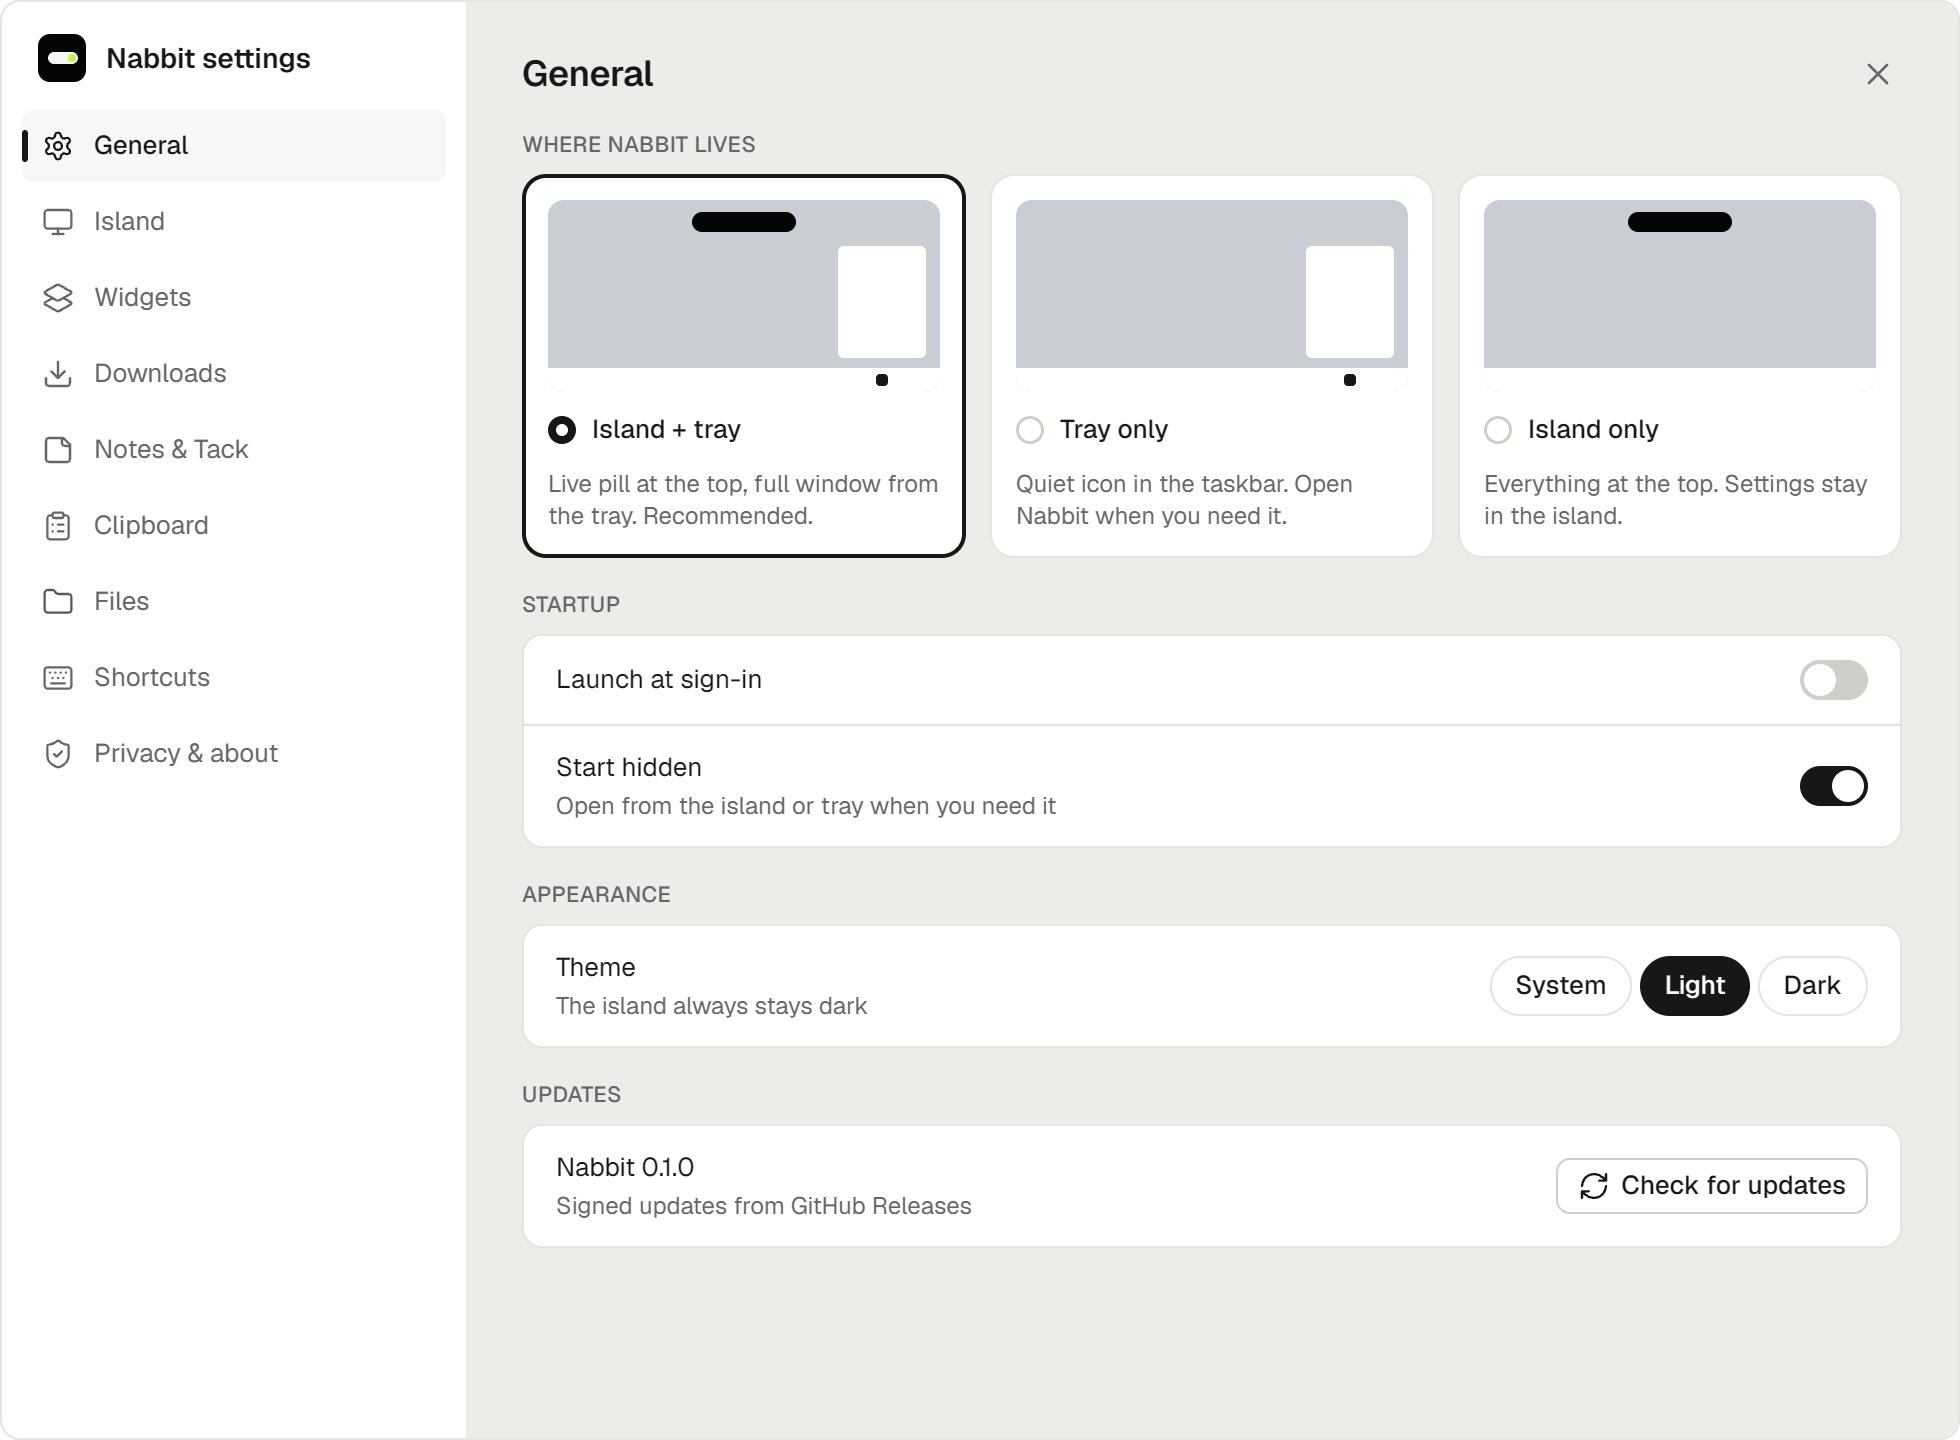 Nabbit settings
General
Island
Widgets
Downloads
Notes & Tack
Clipboard
Files
Shortcuts
Privacy & about
General
WHERE NABBIT LIVES
Island + tray
Live pill at the top, full window from
the tray. Recommended.
Tray only
Quiet icon in the taskbar. Open
Nabbit when you need it.
Island only
Everything at the top. Settings stay
in the island.
STARTUP
Launch at sign-in
Start hidden
Open from the island or tray when you need it
APPEARANCE
Theme
The island always stays dark
System
Light
Dark
UPDATES
Nabbit 0.1.0
Signed updates from GitHub Releases
Check for updates